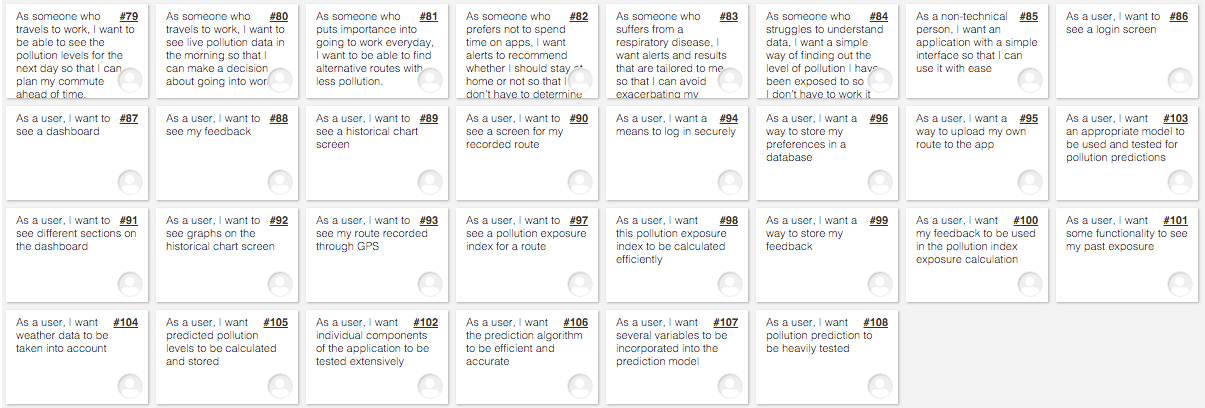 As someone who #79
travels to work, I want to
be able to see the
pollution levels for the
next day so that I can
plan my commute
ahead of time.
As someone who #80
travels to work, I want to
see live pollution data in
the morning so that I
can make a decision
about going into work.
As someone who #81
puts importance into
going to work everyday,
I want to be able to find
alternative routes with
less pollution.
As someone who #82
prefers not to spend
time on apps, I want
alerts to recommend
whether I should stay at
home or not so that I
don't have to determine
As someone who #83
suffers from a
respiratory disease, I
want alerts and results
that are tailored to me
so that I can avoid
exacerbating my
As someone who #84
struggles to understand
data, I want a simple
way of finding out the
level of pollution I have
been exposed to so
I don't have to work it
As a non-technical #85
person, I want an
application with a simple
interface so that I can
use it with ease
As a user, I want to #86
see a login screen
As a user, I want to #87
see a dashboard
As a user, I want to #88
see my feedback
As a user, I want to #89
see a historical chart
screen
As a user, I want to #90
see a screen for my
recorded route
As a user, I want a #94
means to log in securely
As a user, I want a #96
way to store my
preferences in a
database
As a user, I want a #95
way to upload my own
route to the app
As a user, I want #103
an appropriate model to
be used and tested for
pollution predictions
As a user, I want to #91
see different sections on
the dashboard
As a user, I want to #92
see graphs on the
historical chart screen
As a user, I want to #93
see my route recorded
through GPS
As a user, I want to #97
see a pollution exposure
index for a route
As a user, I want #98
this pollution exposure
index to be calculated
efficiently
As a user, I want a #99
way to store my
feedback
As a user, I want #100
my feedback to be used
in the pollution index
exposure calculation
As a user, I want #101
some functionality to see
my past exposure
As a user, I want #104
weather data to be
taken into account
As a user, I want #105
predicted pollution
levels to be calculated
and stored
As a user, I want #102
individual components
of the application to be
tested extensively
As a user, I want #106
the prediction algorithm
to be efficient and
accurate
As a user, I want #107
several variables to be
incorporated into the
prediction model
As a user, I want #108
pollution prediction to
be heavily tested